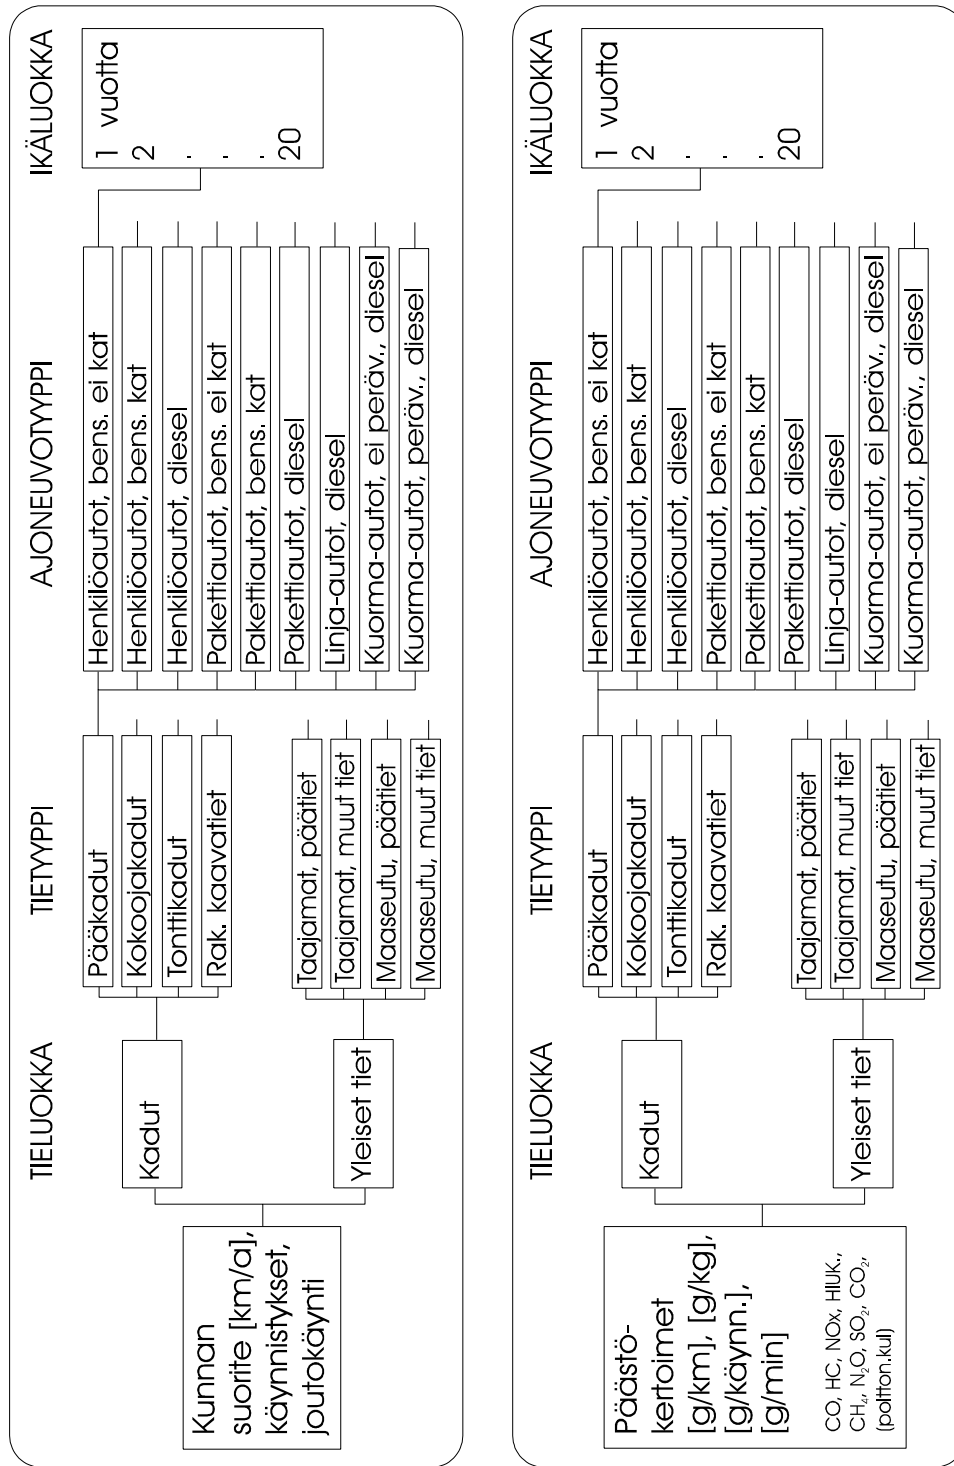 TIELUOKKA
TIETYYPPI
AJONEUVOTYYPPI
IKÄLUOKKA
Kunnan
suorite [km/a],
käynnistykset,
joutokäynti
Kadut
Yleiset tiet
Pääkadut
Kokoojakadut
Tonttikadut
Rak. kaavatiet
Taajamat, päätiet
Taajamat, muut tiet
Maaseutu, päätiet
Maaseutu, muut tiet
Henkilöautot, bens. ei kat
Henkilöautot, bens. kat
Henkilöautot, diesel
Pakettiautot, bens. ei kat
Pakettiautot, bens. kat
Pakettiautot, diesel
Linja-autot, diesel
Kuorma-autot, ei peräv., diesel
Kuorma-autot, peräv., diesel
1 vuotta
2
.
.
.
20
TIELUOKKA
TIETYYPPI
AJONEUVOTYYPPI
IKÄLUOKKA
Päästö-
kertoimet
[g/km], [g/kg],
[g/käynn.],
[g/min]
CO, HC, NOx, HIUK.,
CH₄, N₂O, SO₂, CO₂,
(poltton.kul)
Kadut
Yleiset tiet
Pääkadut
Kokoojakadut
Tonttikadut
Rak. kaavatiet
Taajamat, päätiet
Taajamat, muut tiet
Maaseutu, päätiet
Maaseutu, muut tiet
Henkilöautot, bens. ei kat
Henkilöautot, bens. kat
Henkilöautot, diesel
Pakettiautot, bens. ei kat
Pakettiautot, bens. kat
Pakettiautot, diesel
Linja-autot, diesel
Kuorma-autot, ei peräv., diesel
Kuorma-autot, peräv., diesel
1 vuotta
2
.
.
.
20